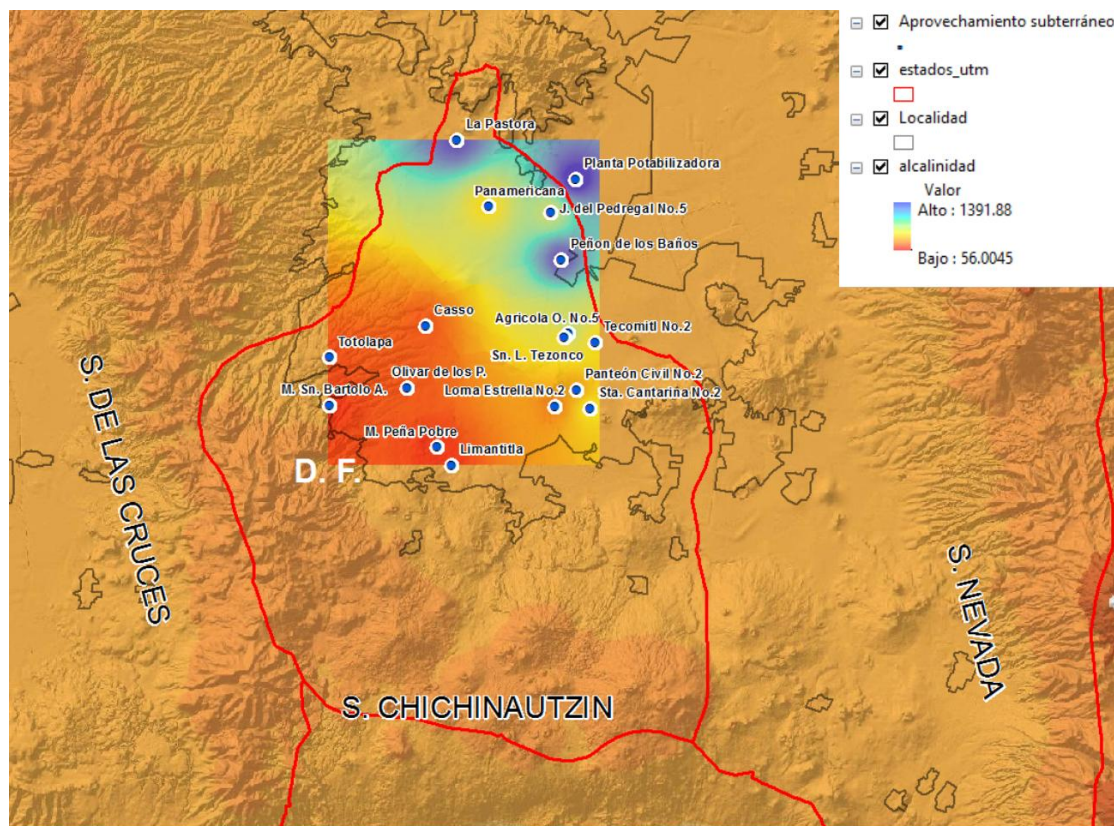 Aprovechamiento subterráneo
estados_utm
Localidad
alcalinidad
Valor
Alto : 1391.88
Bajo : 56.0045
La Pastora
Planta Potabilizadora
Panamericana
J. del Pedregal No.5
Peñon de los Baños
Casso
Agricola O. No.5
Tecomitl No.2
Totolapa
Sn. L. Tezonco
Olivar de los P.
Panteón Civil No.2
M. Sn. Bartolo A.
Loma Estrella No.2
Sta. Cantariña No.2
M. Peña Pobre
Limantitla
D. F.
S. DE LAS CRUCES
S. NEVADA
S. CHICHINAUTZIN